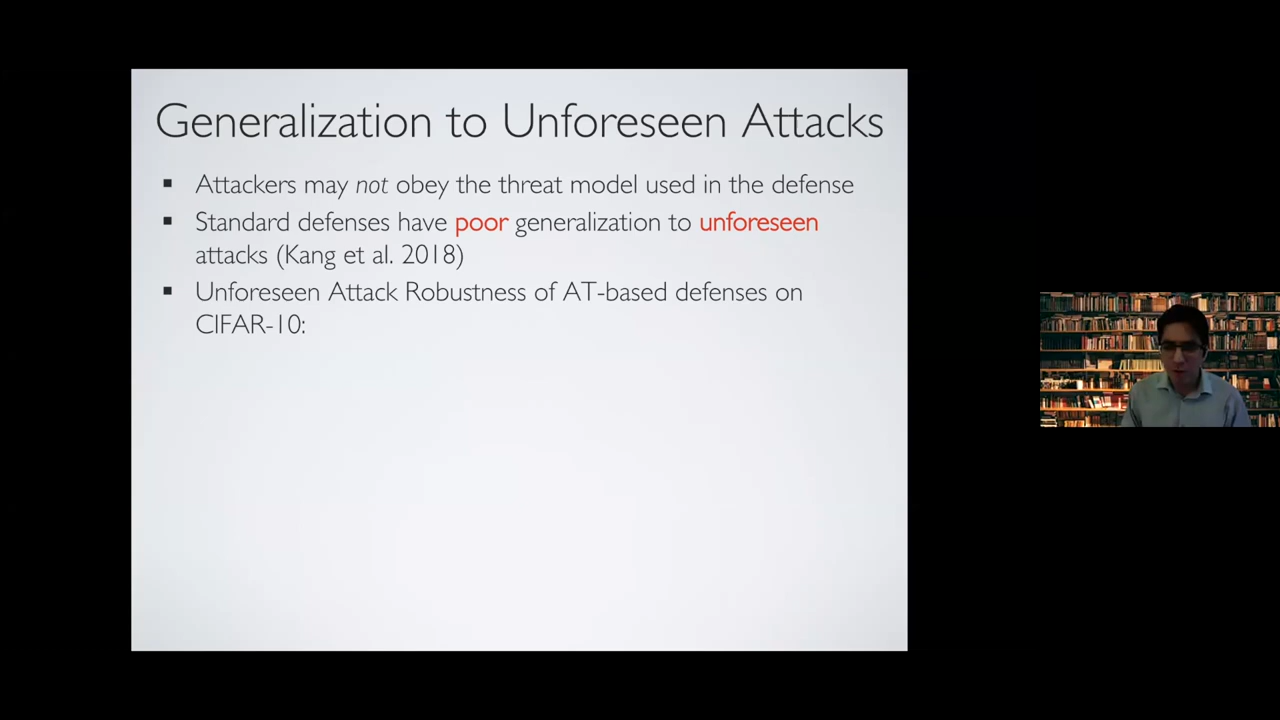 Generalization to Unforeseen Attacks
▪ Attackers may not obey the threat model used in the defense
▪ Standard defenses have poor generalization to unforeseen
attacks (Kang et al. 2018)
▪ Unforeseen Attack Robustness of AT-based defenses on
CIFAR-10: